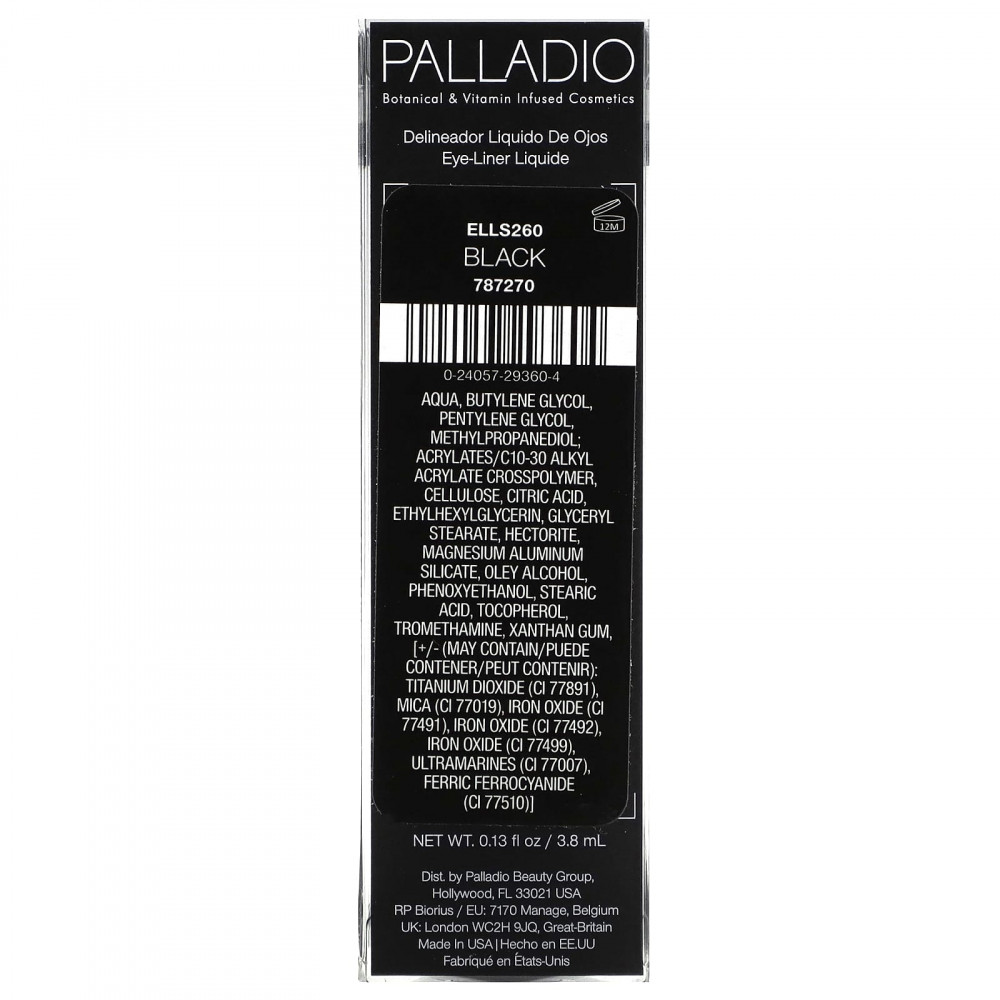 PALLADIO
Botanical & Vitamin Infused Cosmetics
Delineador Liquido De Ojos
Eye-Liner Liquide
12M
ELLS260
BLACK
787270
0-24057-29360-4
AQUA, BUTYLENE GLYCOL,
PENTYLENE GLYCOL,
METHYLPROPANEDIOL;
ACRYLATES/C10-30 ALKYL
ACRYLATE CROSSPOLYMER,
CELLULOSE, CITRIC ACID,
ETHYLHEXYLGLYCERIN, GLYCERYL
STEARATE, HECTORITE,
MAGNESIUM ALUMINUM
SILICATE, OLEY ALCOHOL,
PHENOXYETHANOL, STEARIC
ACID, TOCOPHEROL,
TROMETHAMINE, XANTHAN GUM,
[+/- (MAY CONTAIN/PUEDE
CONTENER/PEUT CONTENIR):
TITANIUM DIOXIDE (CI 77891),
MICA (CI 77019), IRON OXIDE (CI
77491), IRON OXIDE (CI 77492),
IRON OXIDE (CI 77499),
ULTRAMARINES (CI 77007),
FERRIC FERROCYANIDE
(CI 77510)]
NET WT. 0.13 fl oz / 3.8 mL
Dist. by Palladio Beauty Group,
Hollywood, FL 33021 USA
RP Biorius / EU: 7170 Manage, Belgium
UK: London WC2H 9JQ, Great-Britain
Made In USA | Hecho en EE.UU
Fabriqué en États-Unis